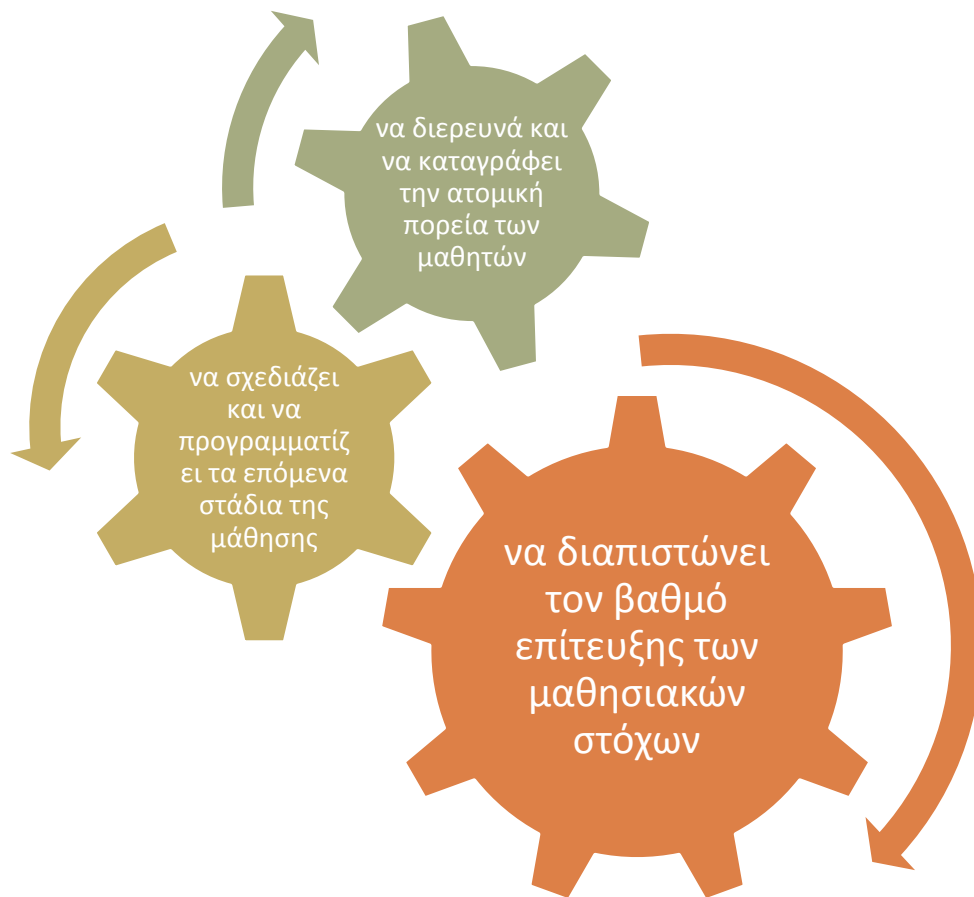 να διερευνά και
να καταγράφει
την ατομική
πορεία των
μαθητών
να σχεδιάζει
και να
προγραμματίζ
ει τα επόμενα
στάδια της
μάθησης
να διαπιστώνει
τον βαθμό
επίτευξης των
μαθησιακών
στόχων